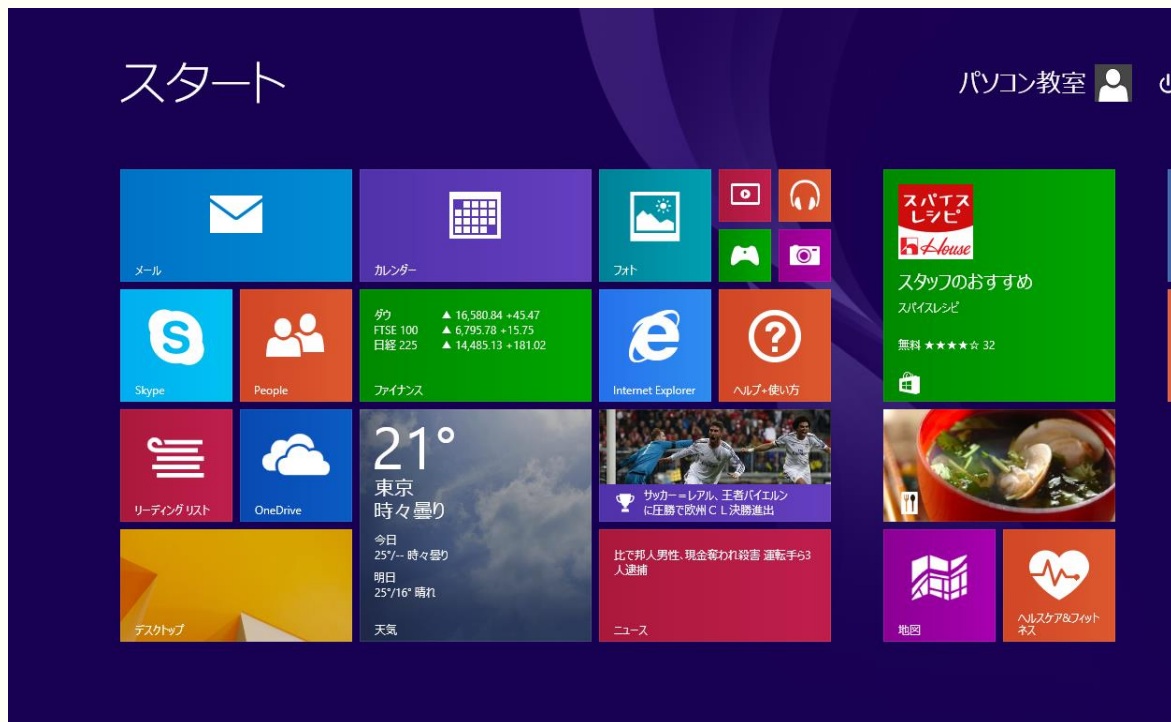 スタート
パソコン教室
メール
カレンダー
フォト
スパイス
レシピ
House
スタッフのおすすめ
スパイスレシピ
無料 ★★★★☆ 32
Skype
People
ダウ ▲ 16,580.84 +45.47
FTSE 100 ▲ 6,795.78 +15.75
日経 225 ▲ 14,485.13 +181.02
ファイナンス
Internet Explorer
ヘルプ+使い方
リーディング リスト
OneDrive
21°
東京
時々曇り
今日
25°/-- 時々曇り
明日
25°/16° 晴れ
天気
サッカー=レアル、王者バイエルン
に圧勝で欧州CL決勝進出
デスクトップ
比で邦人男性、現金奪われ殺害 運転手ら3
人逮捕
ニュース
地図
ヘルスケア&フィット
ネス